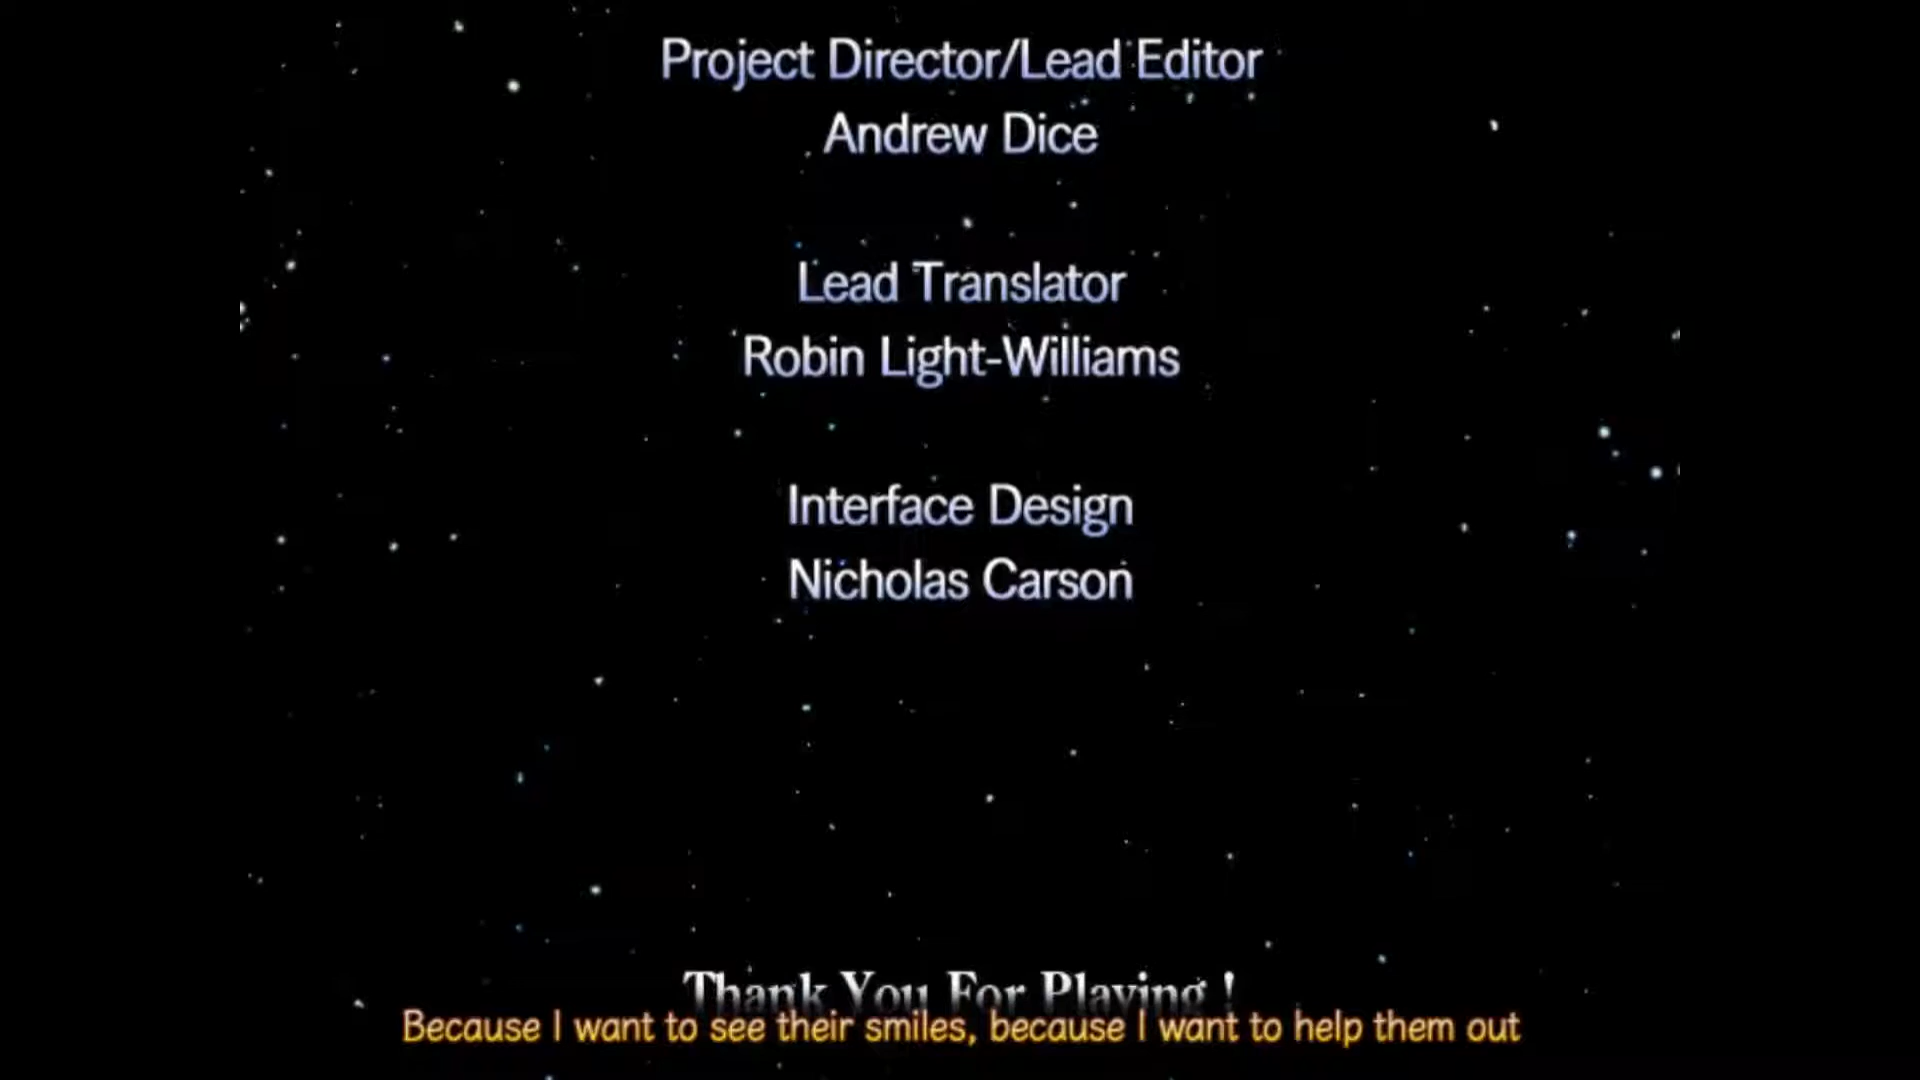 Project Director/Lead Editor
Andrew Dice
Lead Translator
Robin Light-Williams
Interface Design
Nicholas Carson
Thank You For Playing !
Because I want to see their smiles, because I want to help them out